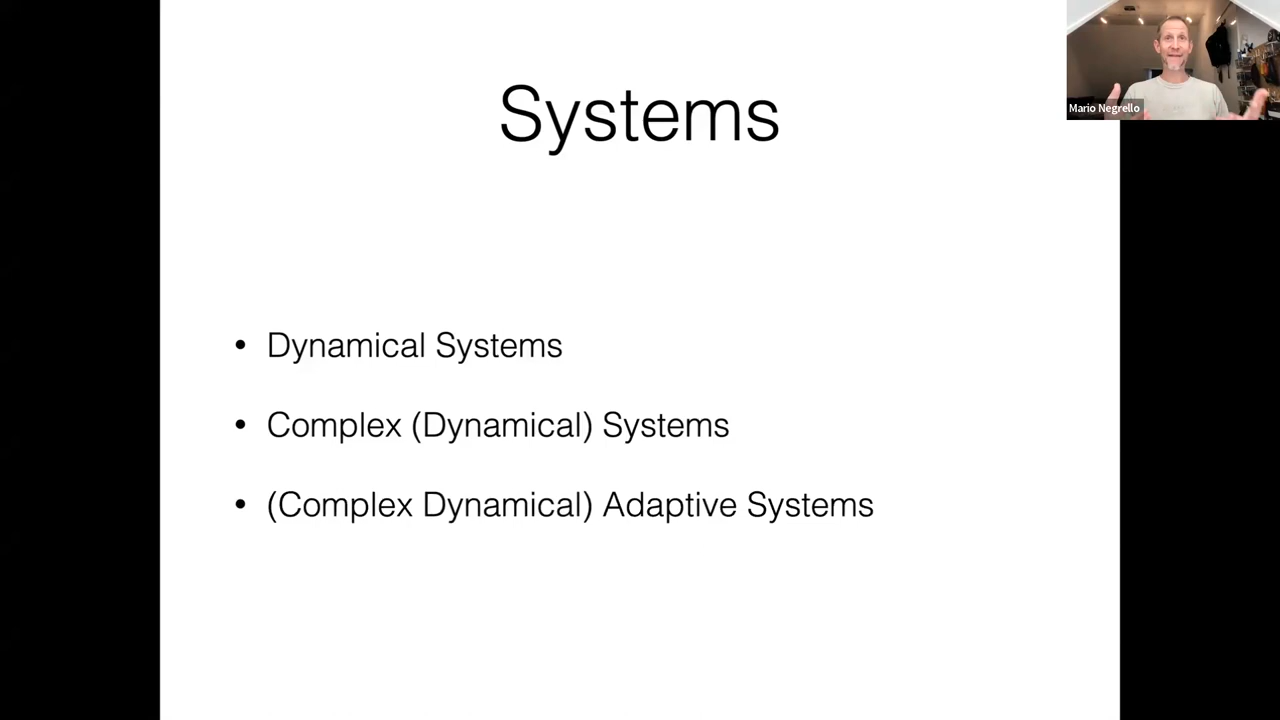 Systems
Mario Negrello
• Dynamical Systems
• Complex (Dynamical) Systems
• (Complex Dynamical) Adaptive Systems